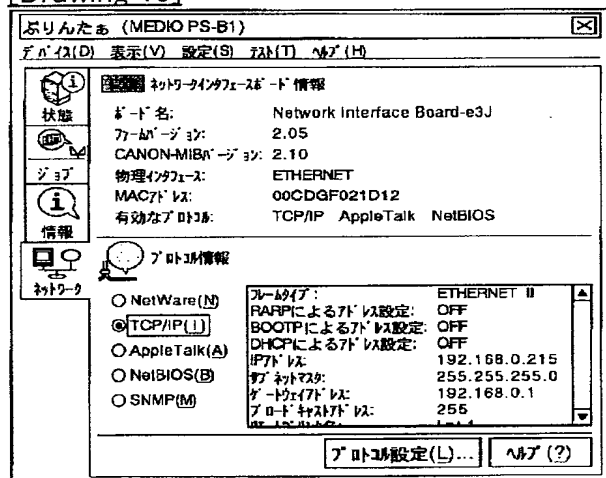 [Drawing 10]
ぷりんたぁ (MEDIO PS-B1)
ﾃﾞﾊﾞｲｽ(D) 表示(V) 設定(S) ﾃｽﾄ(T) ﾍﾙﾌﾟ(H)
状態
ｼﾞｮﾌﾞ
情報
ﾈｯﾄﾜｰｸ
ﾈｯﾄﾜｰｸｲﾝﾀﾌｪｰｽﾎﾞｰﾄﾞ情報
ﾎﾞｰﾄﾞ名: Network Interface Board-e3J
ﾌｧｰﾑﾊﾞｰｼﾞｮﾝ: 2.05
CANON-MIBﾊﾞｰｼﾞｮﾝ: 2.10
物理ｲﾝﾀﾌｪｰｽ: ETHERNET
MACｱﾄﾞﾚｽ: 00CDGF021D12
有効なﾌﾟﾛﾄｺﾙ: TCP/IP AppleTalk NetBIOS
ﾌﾟﾛﾄｺﾙ情報
NetWare(N)
TCP/IP(I)
AppleTalk(A)
NetBIOS(B)
SNMP(M)
ﾌﾚｰﾑﾀｲﾌﾟ: ETHERNET II
RARPによるｱﾄﾞﾚｽ設定: OFF
BOOTPによるｱﾄﾞﾚｽ設定: OFF
DHCPによるｱﾄﾞﾚｽ設定: OFF
IPｱﾄﾞﾚｽ: 192.168.0.215
ｻﾌﾞﾈｯﾄﾏｽｸ: 255.255.255.0
ｹﾞｰﾄｳｪｲｱﾄﾞﾚｽ: 192.168.0.1
ﾌﾞﾛｰﾄﾞｷｬｽﾄｱﾄﾞﾚｽ: 255
ﾌﾟﾛﾄｺﾙ設定(L)... ﾍﾙﾌﾟ(?)